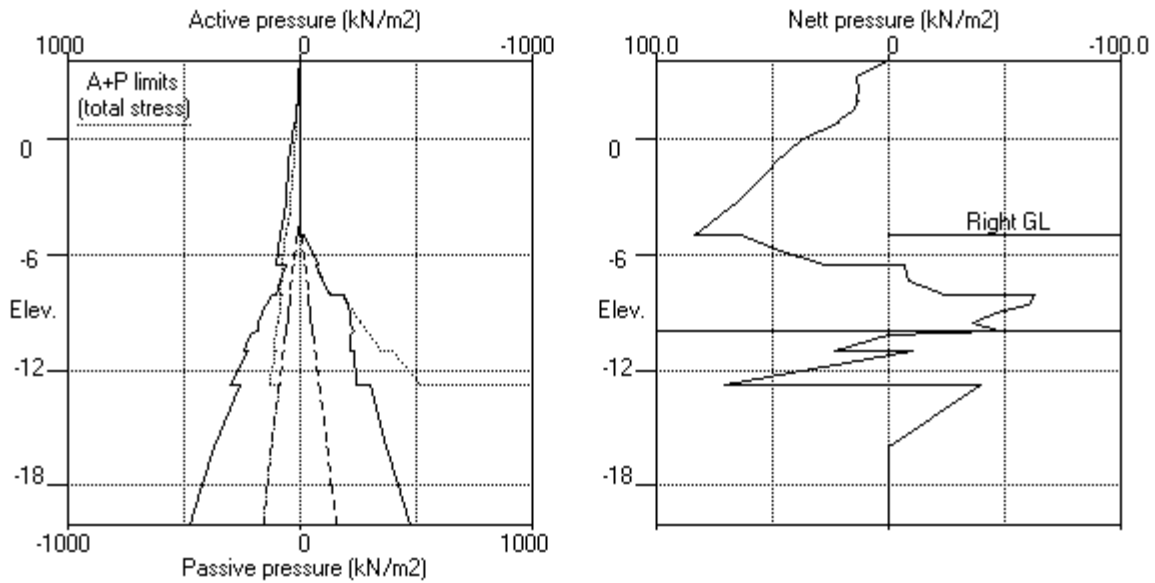 Active pressure (kN/m2)
1000 0 -1000
A+P limits
(total stress)
0
-6
Elev.
-12
-18
-1000 0 1000
Passive pressure (kN/m2)
Nett pressure (kN/m2)
100.0 0 -100.0
0
Right GL
-6
Elev.
-12
-18